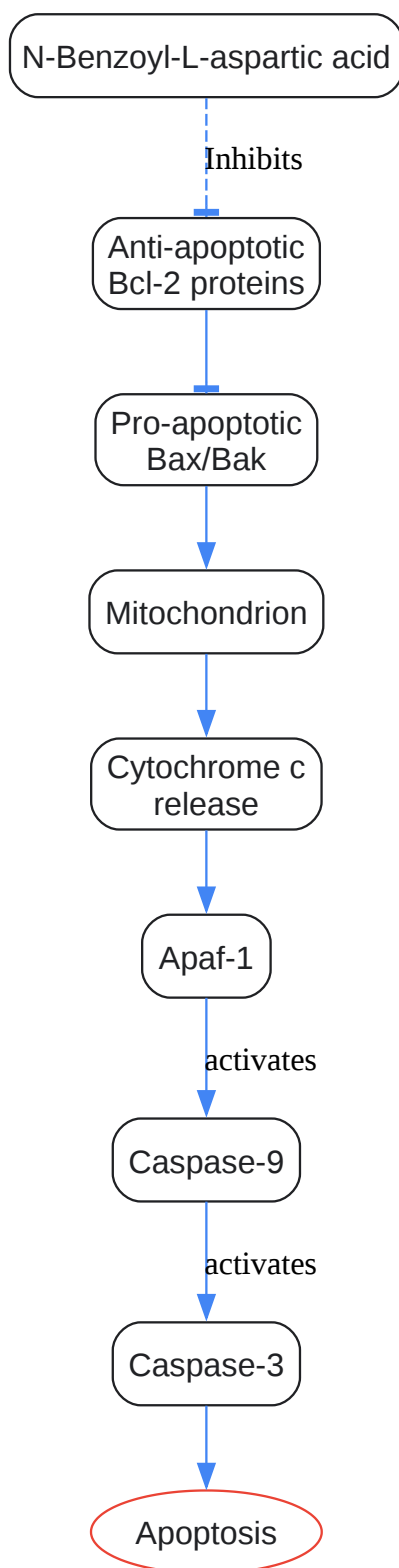 N-Benzoyl-L-aspartic acid
Inhibits
Anti-apoptotic
Bcl-2 proteins
Pro-apoptotic
Bax/Bak
Mitochondrion
Cytochrome c
release
Apaf-1
activates
Caspase-9
activates
Caspase-3
Apoptosis